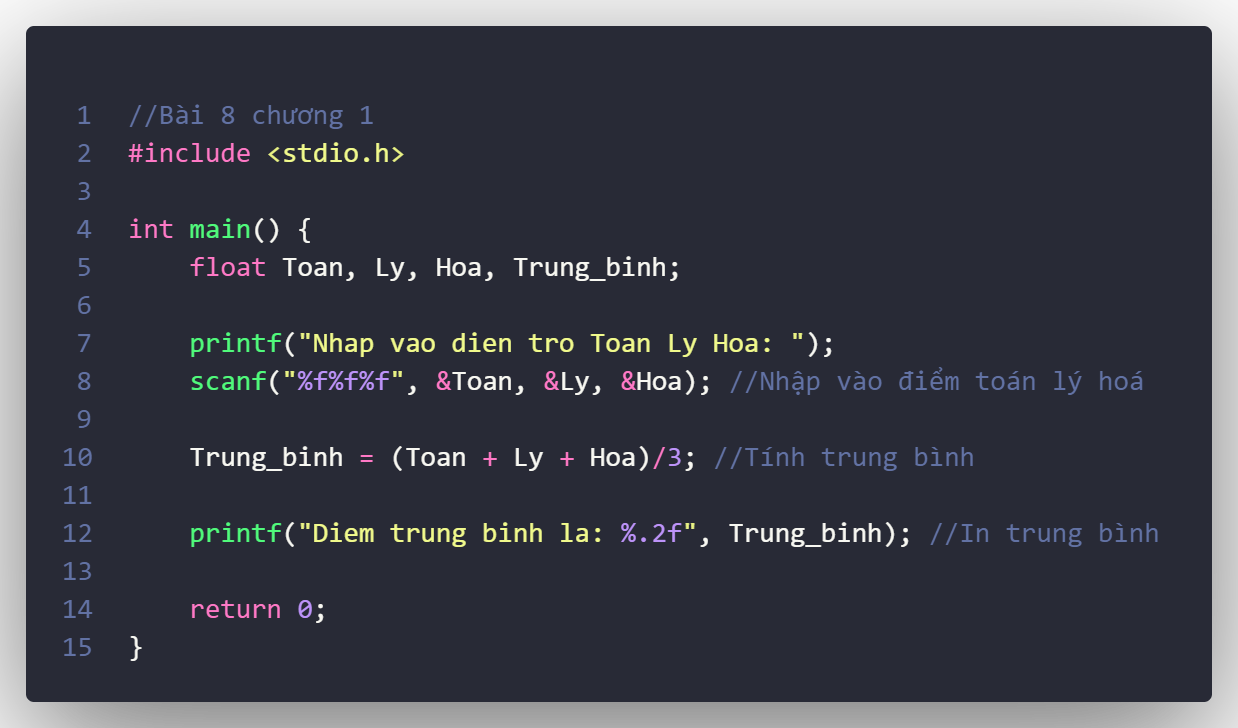 1 //Bài 8 chương 1
2 #include <stdio.h>
3
4 int main() {
5 float Toan, Ly, Hoa, Trung_binh;
6
7 printf("Nhap vao dien tro Toan Ly Hoa: ");
8 scanf("%f%f%f", &Toan, &Ly, &Hoa); //Nhập vào điểm toán lý hoá
9
10 Trung_binh = (Toan + Ly + Hoa)/3; //Tính trung bình
11
12 printf("Diem trung binh la: %.2f", Trung_binh); //In trung bình
13
14 return 0;
15 }